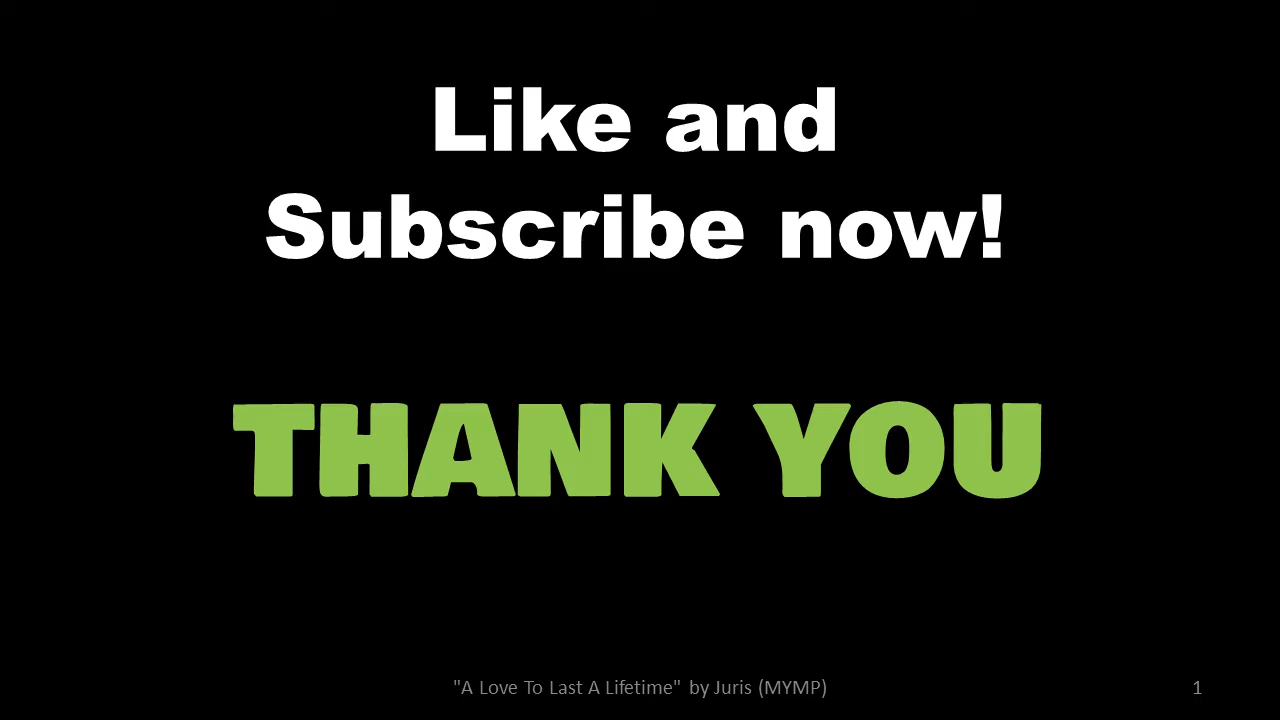 Like and
Subscribe now!
THANK YOU
"A Love To Last A Lifetime" by Juris (MYMP)
1